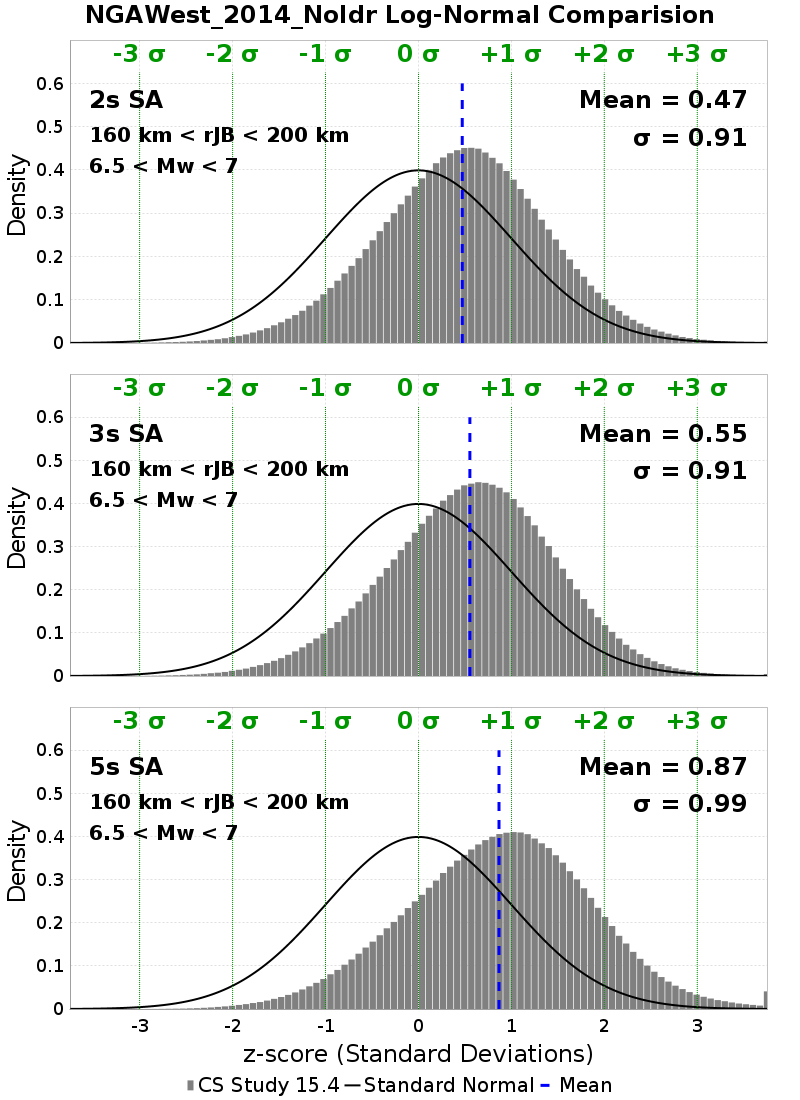 NGAWest_2014_NoIdr Log-Normal Comparision
-3 σ -2 σ -1 σ 0 σ +1 σ +2 σ +3 σ
0.6
2s SA Mean = 0.47
0.5
160 km < rJB < 200 km σ = 0.91
6.5 < Mw < 7
0.4
0.3
0.2
0.1
0
Density
-3 σ -2 σ -1 σ 0 σ +1 σ +2 σ +3 σ
0.6
3s SA Mean = 0.55
0.5
160 km < rJB < 200 km σ = 0.91
6.5 < Mw < 7
0.4
0.3
0.2
0.1
0
Density
-3 σ -2 σ -1 σ 0 σ +1 σ +2 σ +3 σ
0.6
5s SA Mean = 0.87
0.5
160 km < rJB < 200 km σ = 0.99
6.5 < Mw < 7
0.4
0.3
0.2
0.1
0
Density
-3 -2 -1 0 1 2 3
z-score (Standard Deviations)
CS Study 15.4 Standard Normal Mean